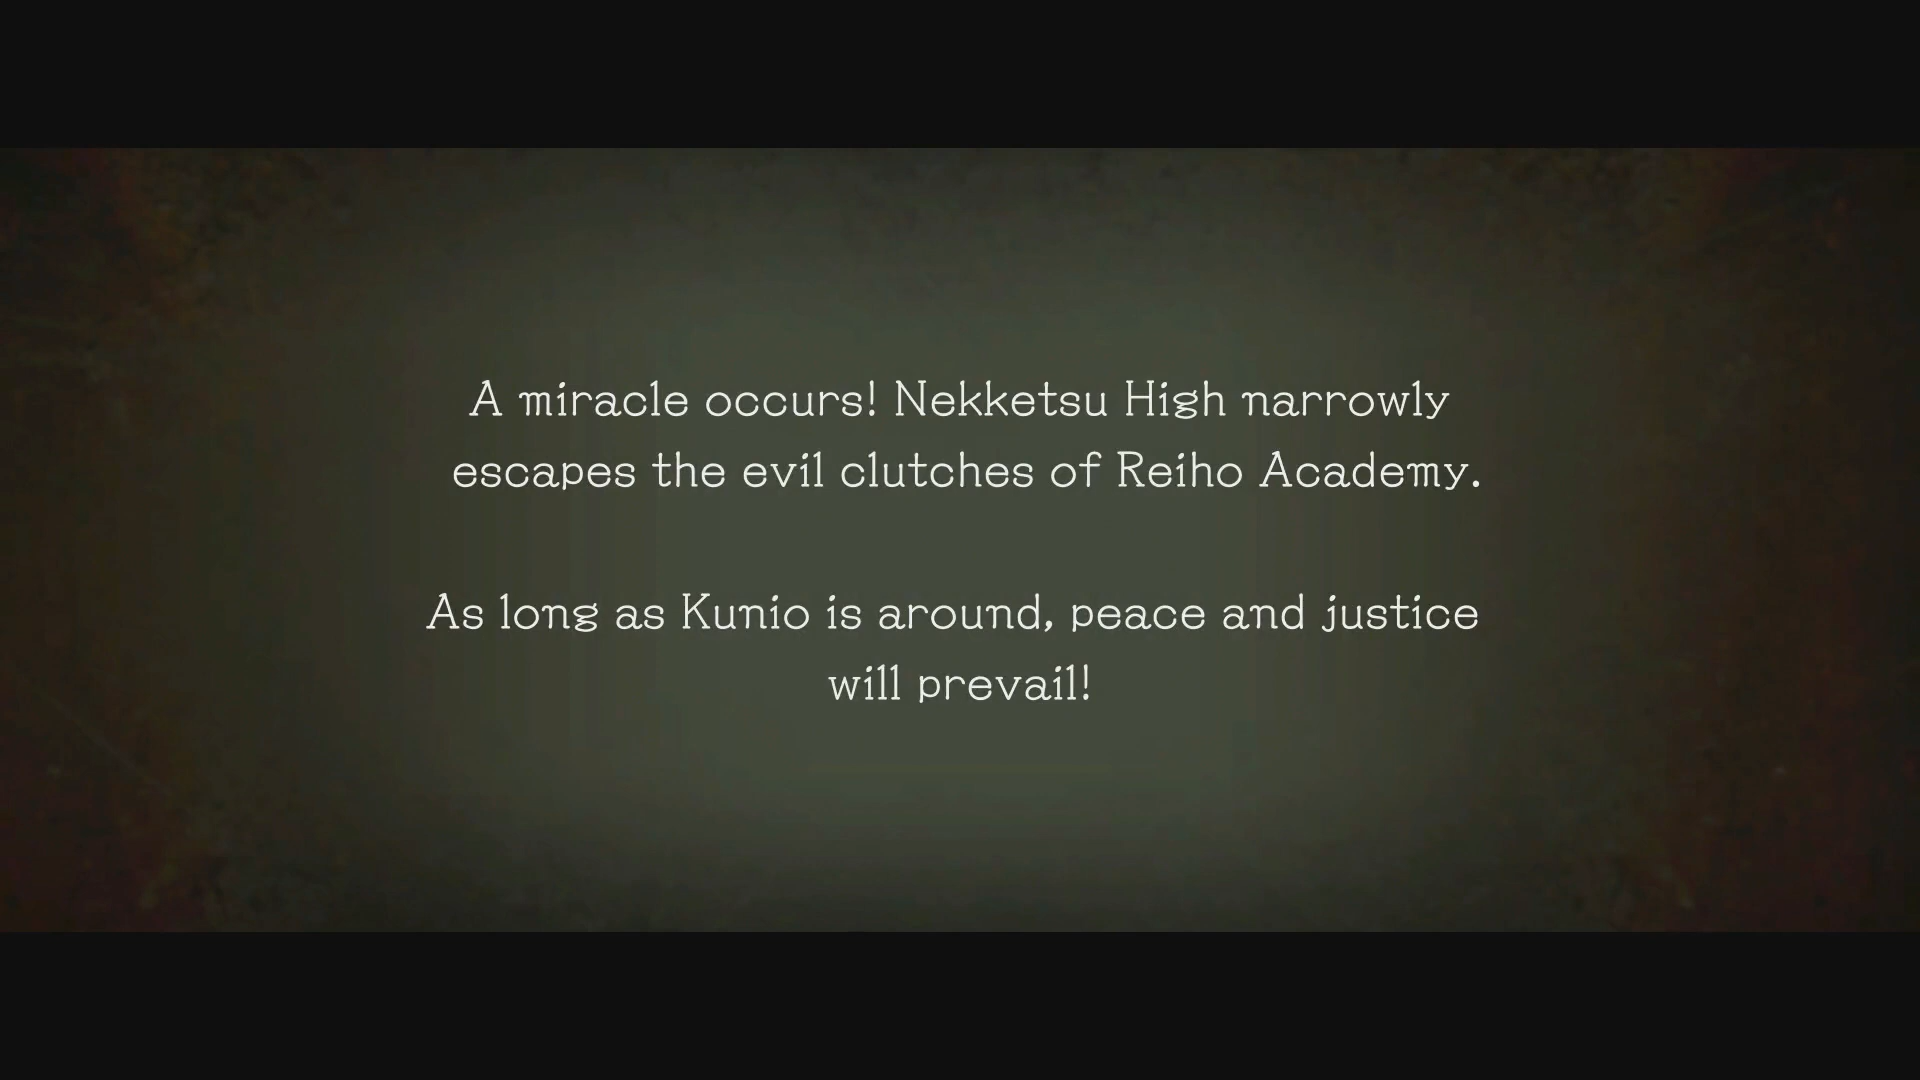 A miracle occurs! Nekketsu High narrowly
escapes the evil clutches of Reiho Academy.
As long as Kunio is around, peace and justice
will prevail!